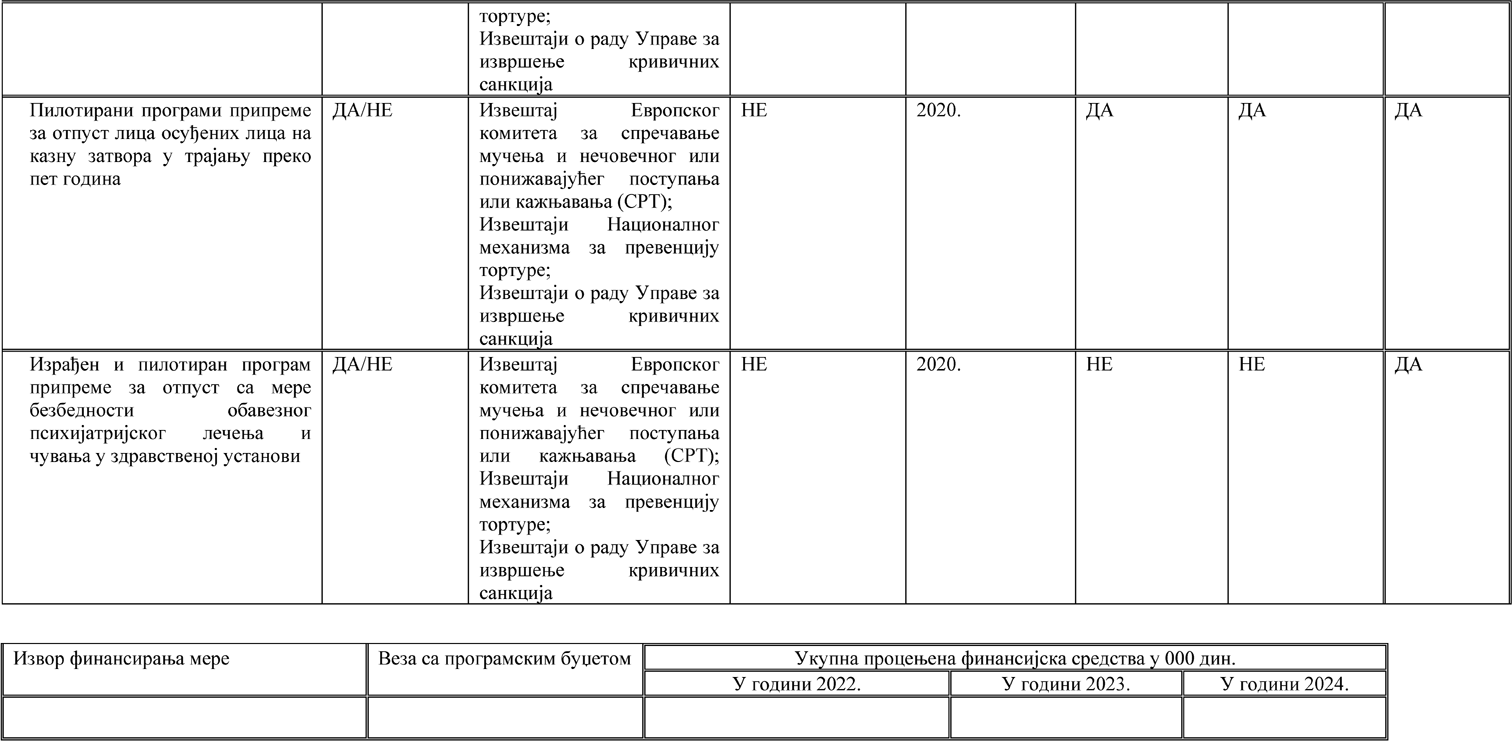 тортуре;
Извештаји о раду Управе за
извршење кривичних
санкција
Пилотирани програми припреме
за отпуст лица осуђених лица на
казну затвора у трајању преко
пет година
ДА/НЕ
Извештај Европског
комитета за спречавање
мучења и нечовечног или
понижавајућег поступања
или кажњавања (CPT);
Извештаји Националног
механизма за превенцију
тортуре;
Извештаји о раду Управе за
извршење кривичних
санкција
НЕ
2020.
ДА
ДА
ДА
Израђен и пилотиран програм
припреме за отпуст са мере
безбедности обавезног
психијатријског лечења и
чувања у здравственој установи
ДА/НЕ
Извештај Европског
комитета за спречавање
мучења и нечовечног или
понижавајућег поступања
или кажњавања (CPT);
Извештаји Националног
механизма за превенцију
тортуре;
Извештаји о раду Управе за
извршење кривичних
санкција
НЕ
2020.
НЕ
НЕ
ДА
Извор финансирања мере
Веза са програмским буџетом
Укупна процењена финансијска средства у 000 дин.
У години 2022.
У години 2023.
У години 2024.